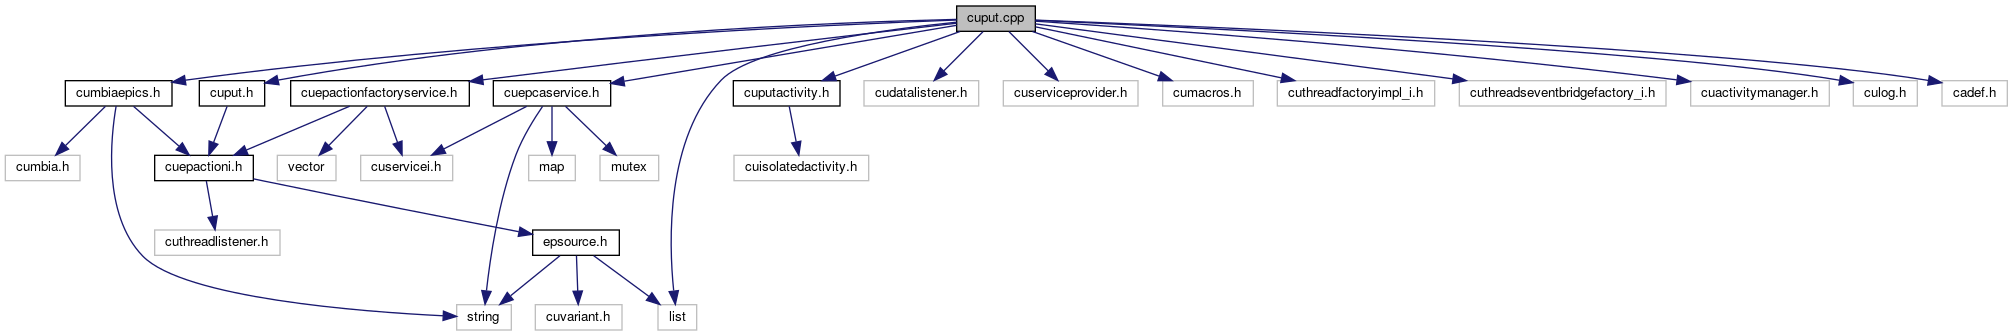 cuput.cpp
cumbiaepics.h
cuput.h
cuepactionfactoryservice.h
cuepcaservice.h
cuputactivity.h
cudatalistener.h
cuserviceprovider.h
cumacros.h
cuthreadfactoryimpl_i.h
cuthreadseventbridgefactory_i.h
cuactivitymanager.h
culog.h
cadef.h
cumbia.h
cuepactioni.h
vector
cuservicei.h
map
mutex
cuisolatedactivity.h
cuthreadlistener.h
epsource.h
string
cuvariant.h
list